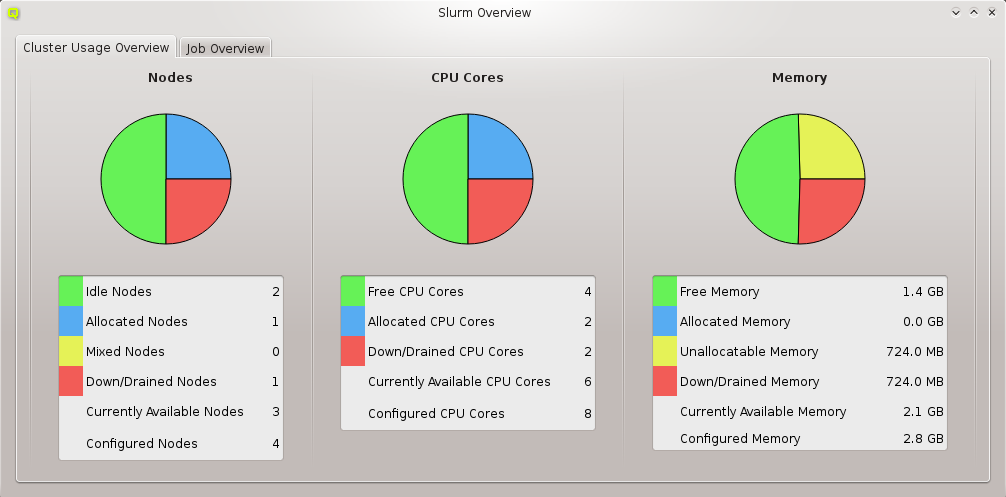 Slurm Overview
Cluster Usage Overview
Job Overview
Nodes
Idle Nodes 2
Allocated Nodes 1
Mixed Nodes 0
Down/Drained Nodes 1
Currently Available Nodes 3
Configured Nodes 4
CPU Cores
Free CPU Cores 4
Allocated CPU Cores 2
Down/Drained CPU Cores 2
Currently Available CPU Cores 6
Configured CPU Cores 8
Memory
Free Memory 1.4 GB
Allocated Memory 0.0 GB
Unallocatable Memory 724.0 MB
Down/Drained Memory 724.0 MB
Currently Available Memory 2.1 GB
Configured Memory 2.8 GB